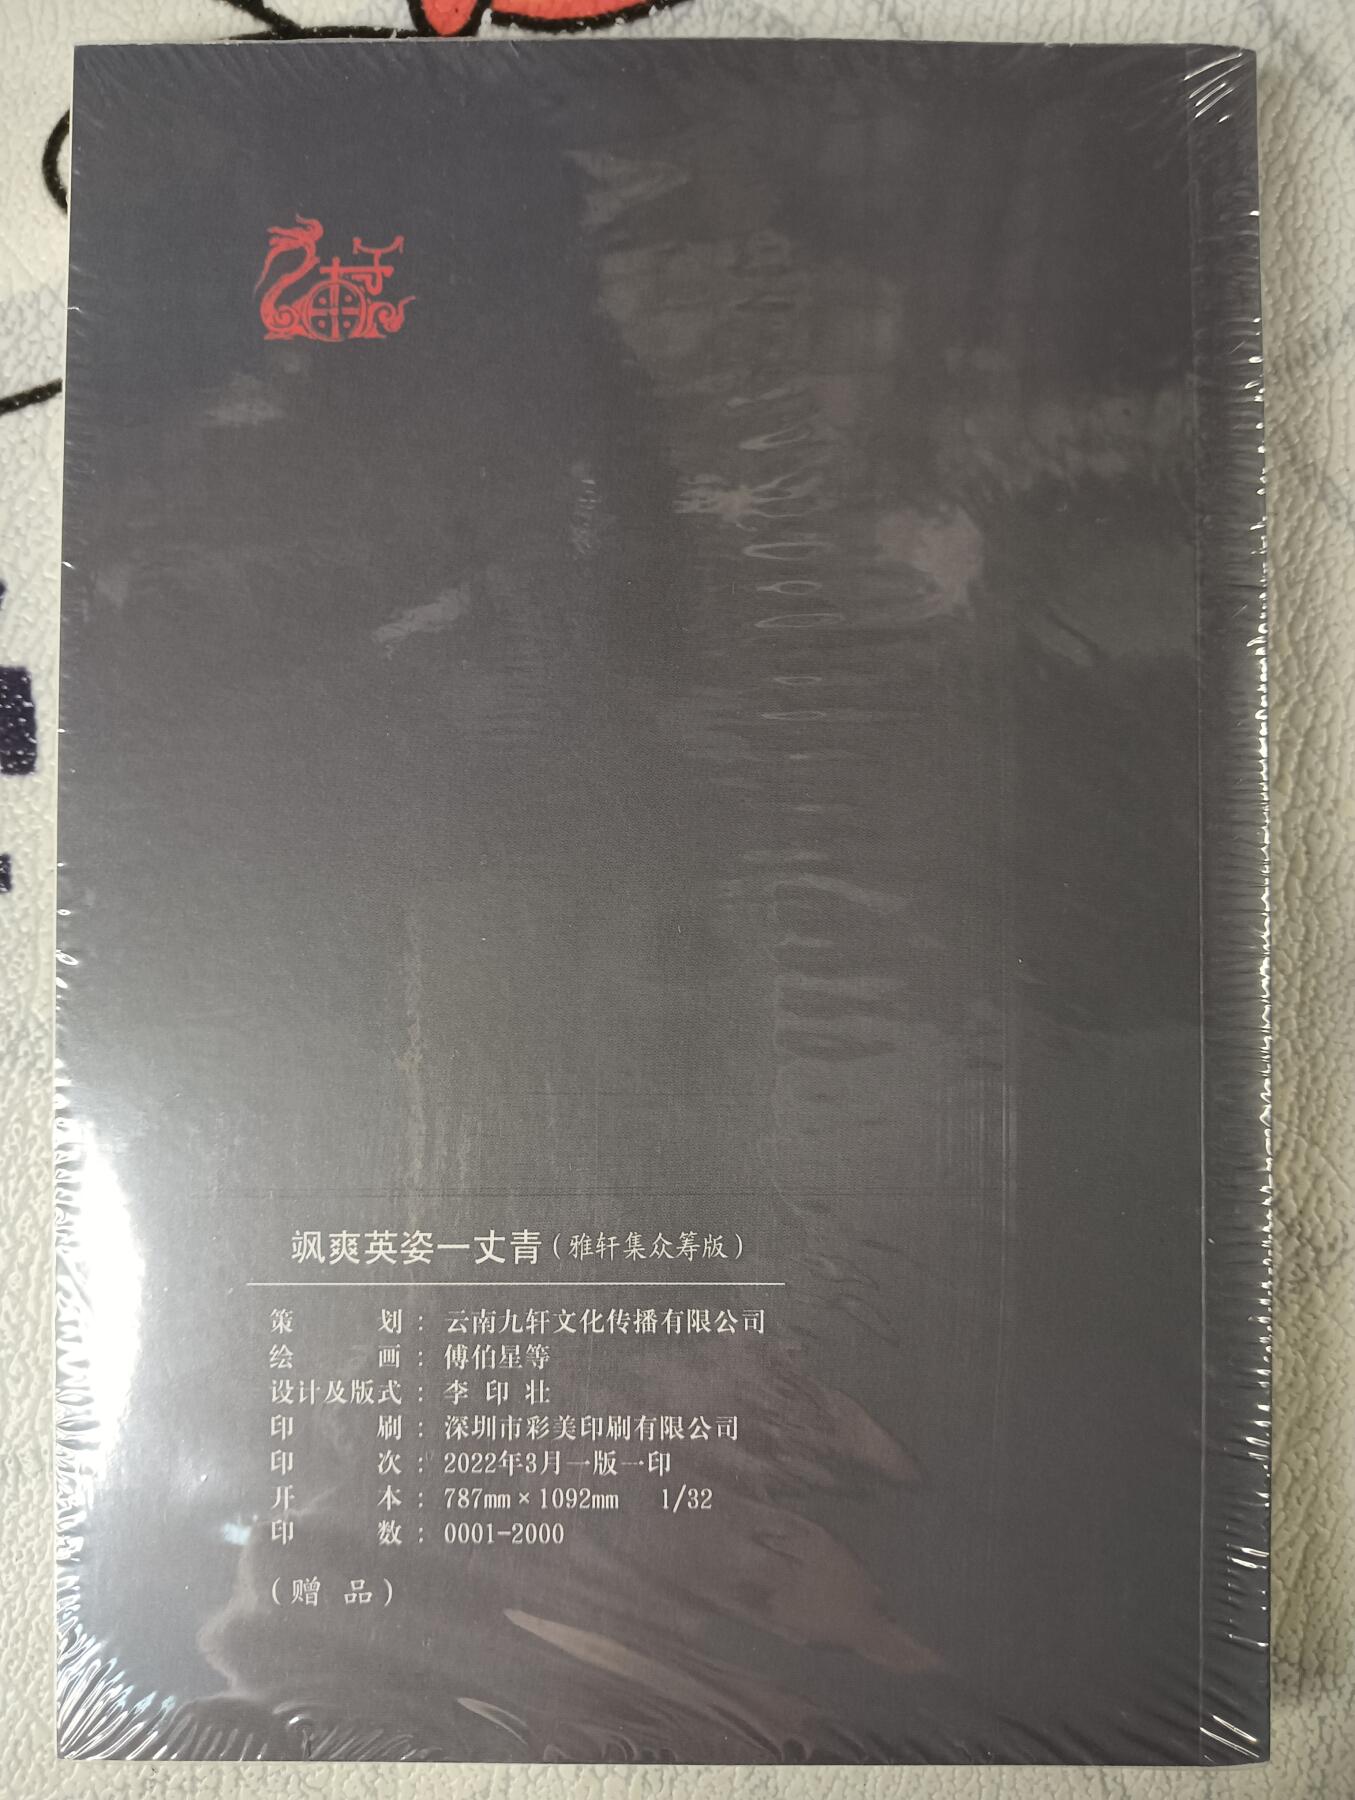 飒爽英姿一丈青（雅轩集众筹版）
策划：云南九轩文化传播有限公司
绘画：傅伯星等
设计及版式：李印壮
印刷：深圳市彩美印刷有限公司
印次：2022年3月一版一印
开本：787mm×1092mm 1/32
印数：0001-2000
（赠品）